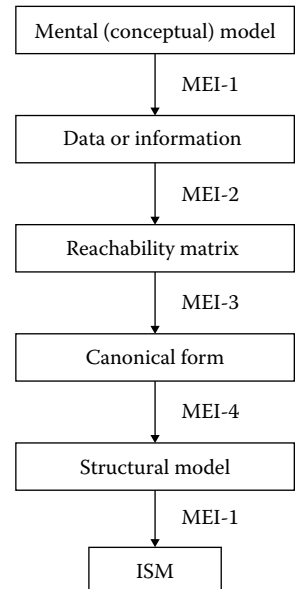 Mental (conceptual) model
MEI-1
Data or information
MEI-2
Reachability matrix
MEI-3
Canonical form
MEI-4
Structural model
MEI-1
ISM